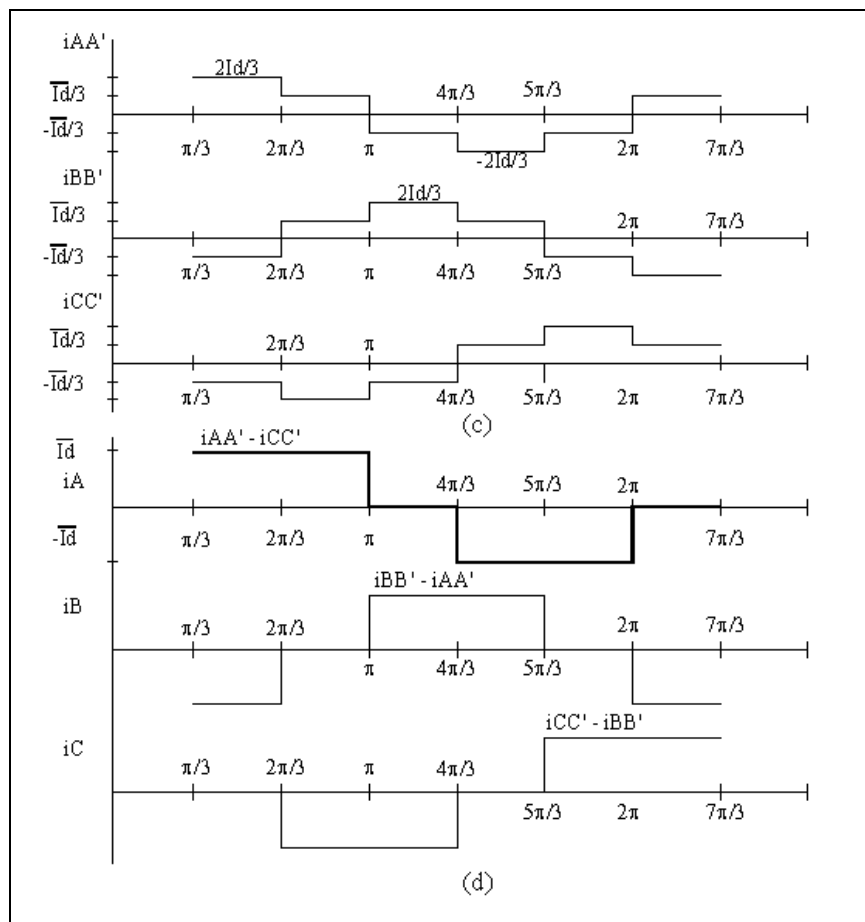 iAA'
2Id/3
Id/3
4π/3 5π/3
-Id/3
π/3 2π/3 π -2Id/3 2π 7π/3
iBB'
2Id/3
Id/3
2π 7π/3
-Id/3
π/3 2π/3 π 4π/3 5π/3
iCC'
Id/3
2π/3 π
-Id/3
π/3 4π/3 5π/3 2π 7π/3
(c)
iAA' - iCC'
Id
iA
4π/3 5π/3 2π
-Id
π/3 2π/3 π 7π/3
iBB' - iAA'
iB
π/3 2π/3 2π 7π/3
π 4π/3 5π/3
iCC' - iBB'
iC
π/3 2π/3 π 4π/3
5π/3 2π 7π/3
(d)